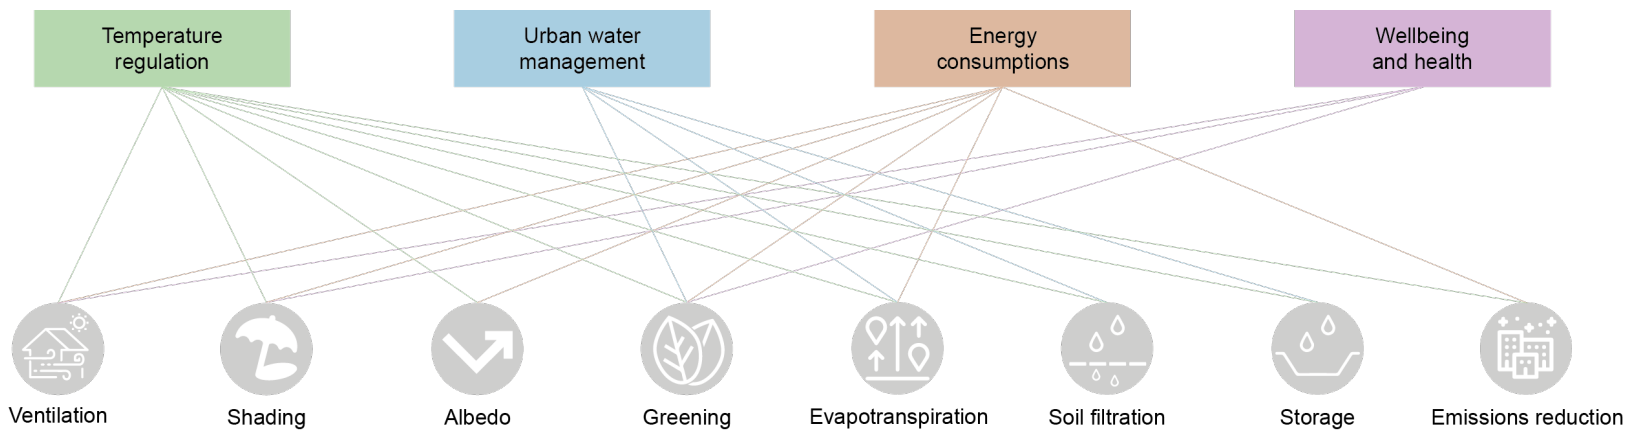 Temperature
regulation
Urban water
management
Energy
consumptions
Wellbeing
and health
Ventilation
Shading
Albedo
Greening
Evapotranspiration
Soil filtration
Storage
Emissions reduction